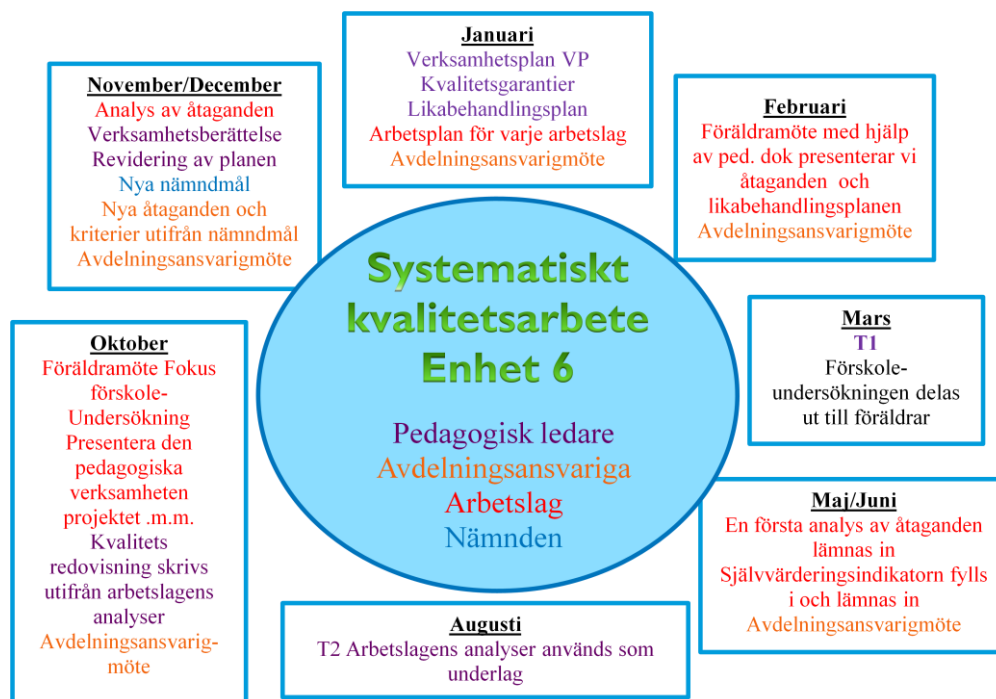 Januari
Verksamhetsplan VP
Kvalitetsgarantier
Likabehandlingsplan
Arbetsplan för varje arbetslag
Avdelningsansvarigmöte
November/December
Analys av åtaganden
Verksamhetsberättelse
Revidering av planen
Nya nämndmål
Nya åtaganden och
kriterier utifrån nämndmål
Avdelningsansvarigmöte
Februari
Föräldramöte med hjälp
av ped. dok presenterar vi
åtaganden och
likabehandlingsplanen
Avdelningsansvarigmöte
Systematiskt
kvalitetsarbete
Enhet 6
Pedagogisk ledare
Avdelningsansvariga
Arbetslag
Nämnden
Mars
T1
Förskole-
undersökningen delas
ut till föräldrar
Oktober
Föräldramöte Fokus
förskole-
Undersökning
Presentera den
pedagogiska
verksamheten
projektet .m.m.
Kvalitets
redovisning skrivs
utifrån arbetslagens
analyser
Avdelningsansvarig-
möte
Maj/Juni
En första analys av åtaganden
lämnas in
Självvärderingsindikatorn fylls
i och lämnas in
Avdelningsansvarigmöte
Augusti
T2 Arbetslagens analyser används som
underlag